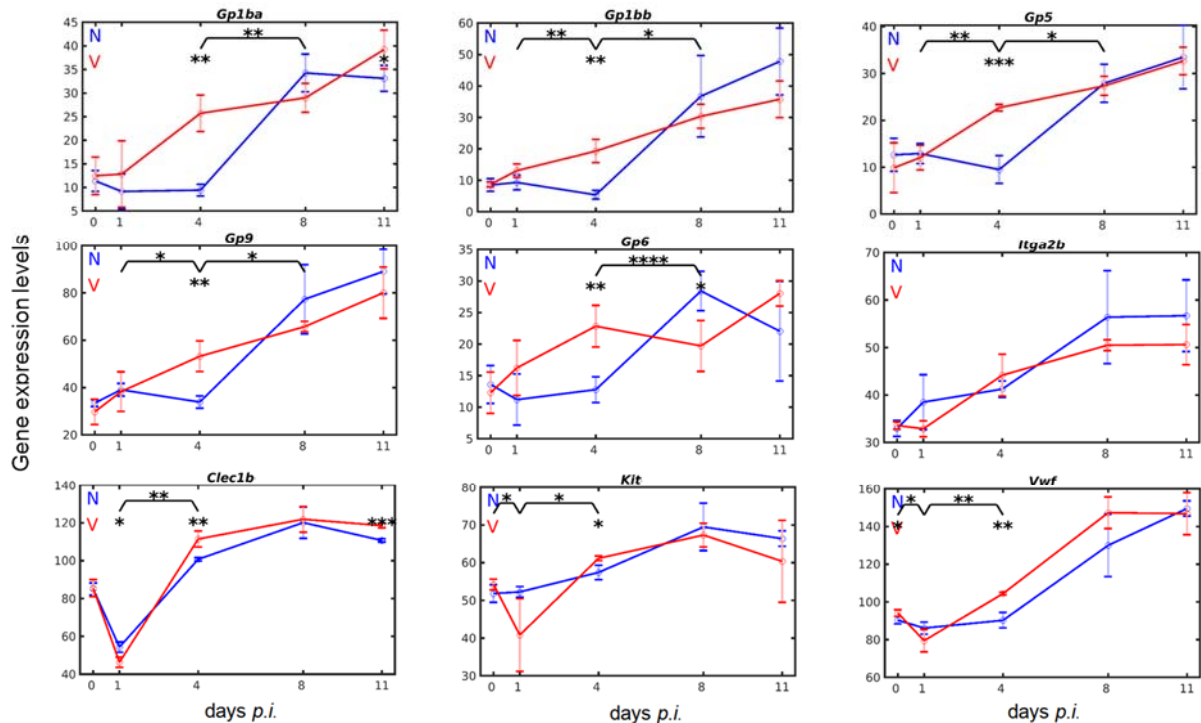 Gene expression levels
Gp1ba
N
V
**
**
*
45
40
35
30
25
20
15
10
5
0 1 4 8 11
Gp1bb
N
V
** *
**
60
50
40
30
20
10
0
0 1 4 8 11
Gp5
N
V
** *
***
40
30
20
10
0
0 1 4 8 11
Gp9
N
V
* *
**
100
80
60
40
20
0 1 4 8 11
Gp6
N
V
****
** *
35
30
25
20
15
10
5
0 1 4 8 11
Itga2b
N
V
70
60
50
40
30
0 1 4 8 11
Clec1b
N
V
**
* ** ***
140
120
100
80
60
40
0 1 4 8 11
days p.i.
Kit
N
V
* *
*
80
70
60
50
40
30
0 1 4 8 11
days p.i.
Vwf
N
V
* **
* **
160
140
120
100
80
60
0 1 4 8 11
days p.i.